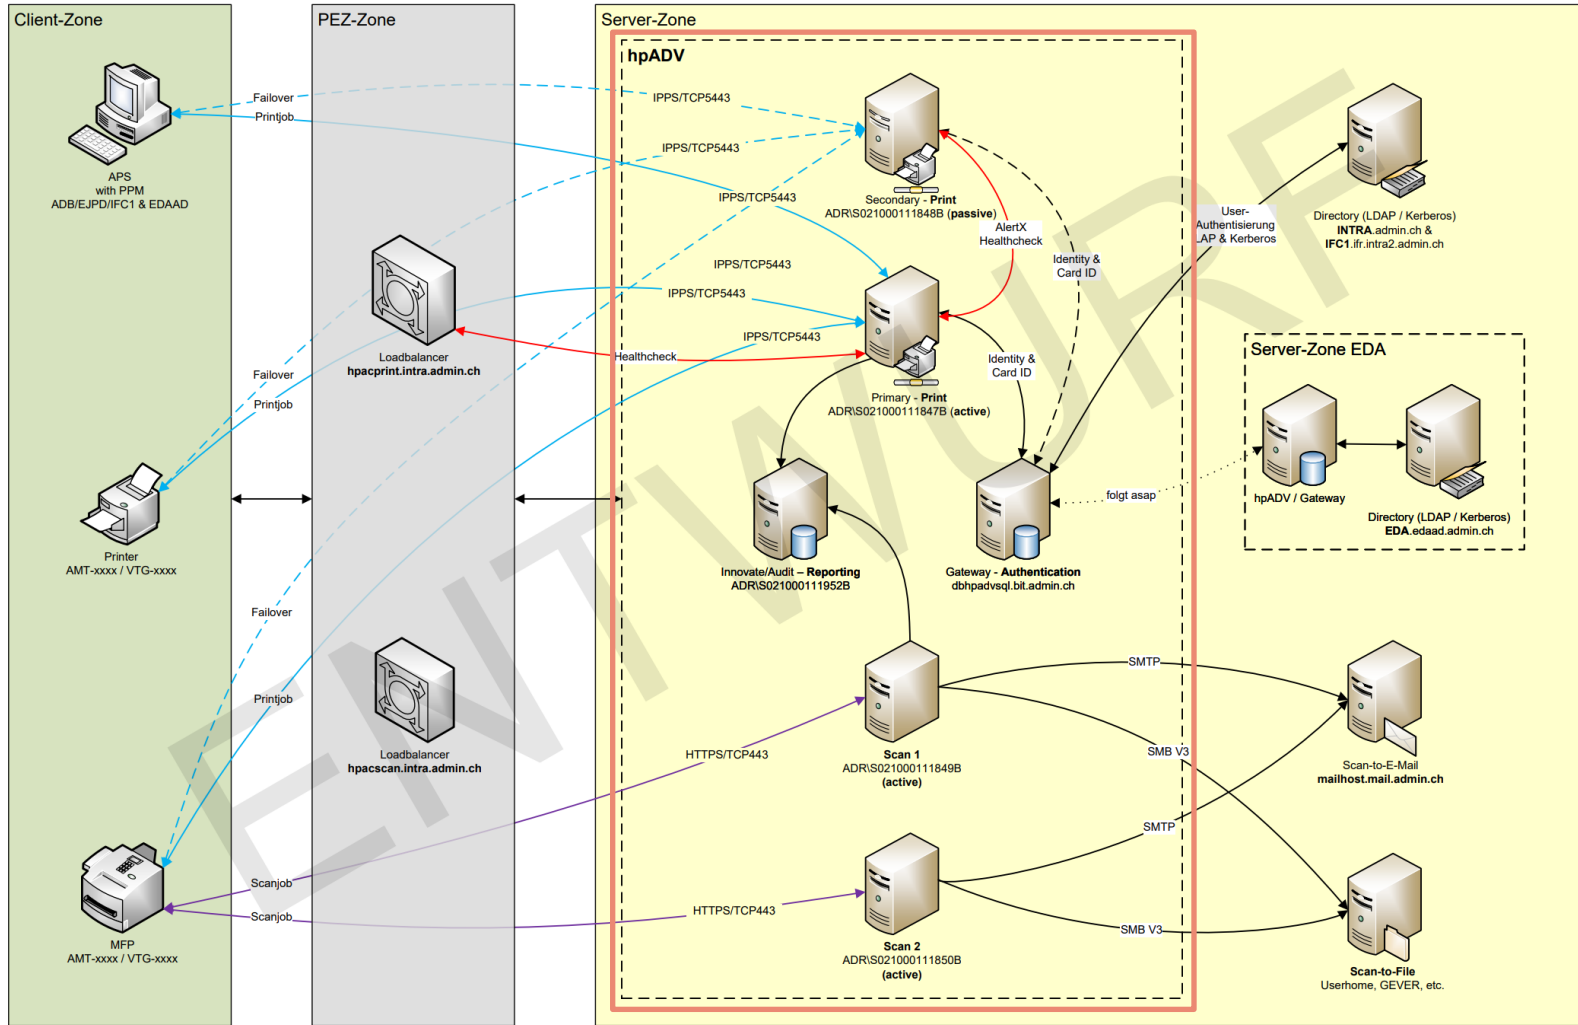 Client-Zone
PEZ-Zone
Server-Zone
hpADV
Failover
Printjob
IPPS/TCP5443
IPPS/TCP5443
IPPS/TCP5443
APS
with PPM
ADB/EJPD/IFC1 & EDAAD
Secondary - Print
ADR\S021000111848B (passive)
AlertX
Healthcheck
Identity &
Card ID
User-
Authentisierung
LAP & Kerberos
Directory (LDAP / Kerberos)
INTRA.admin.ch &
IFC1.ifr.intra2.admin.ch
IPPS/TCP5443
IPPS/TCP5443
IPPS/TCP5443
Loadbalancer
hpacprint.intra.admin.ch
Healthcheck
Failover
Printjob
Identity &
Card ID
Primary - Print
ADR\S021000111847B (active)
Server-Zone EDA
hpADV / Gateway
Directory (LDAP / Kerberos)
EDA.edaad.admin.ch
folgt asap
Printer
AMT-xxxx / VTG-xxxx
Innovate/Audit – Reporting
ADR\S021000111952B
Gateway - Authentication
dbhpadvsql.bit.admin.ch
Failover
Printjob
Loadbalancer
hpacscan.intra.admin.ch
HTTPS/TCP443
Scan 1
ADR\S021000111849B
(active)
SMTP
SMB V3
Scan-to-E-Mail
mailhost.mail.admin.ch
SMTP
Scanjob
Scanjob
HTTPS/TCP443
SMB V3
MFP
AMT-xxxx / VTG-xxxx
Scan 2
ADR\S021000111850B
(active)
Scan-to-File
Userhome, GEVER, etc.
ENTWURF